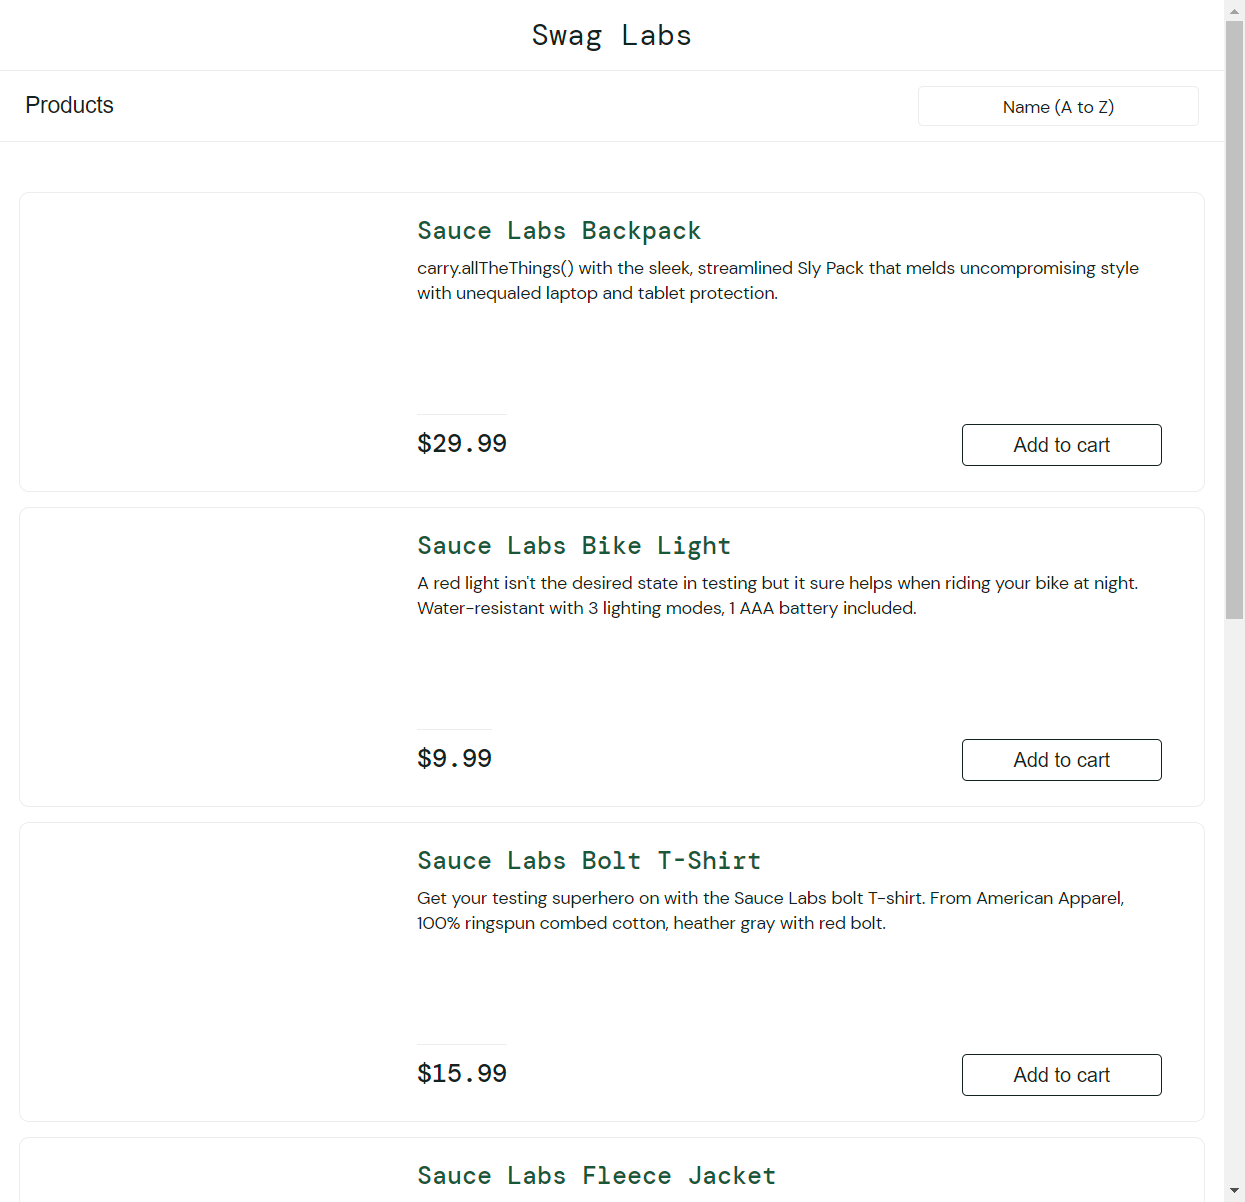 Swag Labs
Products
Name (A to Z)
Sauce Labs Backpack
carry.allTheThings() with the sleek, streamlined Sly Pack that melds uncompromising style
with unequaled laptop and tablet protection.
$29.99
Add to cart
Sauce Labs Bike Light
A red light isn't the desired state in testing but it sure helps when riding your bike at night.
Water-resistant with 3 lighting modes, 1 AAA battery included.
$9.99
Add to cart
Sauce Labs Bolt T-Shirt
Get your testing superhero on with the Sauce Labs bolt T-shirt. From American Apparel,
100% ringspun combed cotton, heather gray with red bolt.
$15.99
Add to cart
Sauce Labs Fleece Jacket